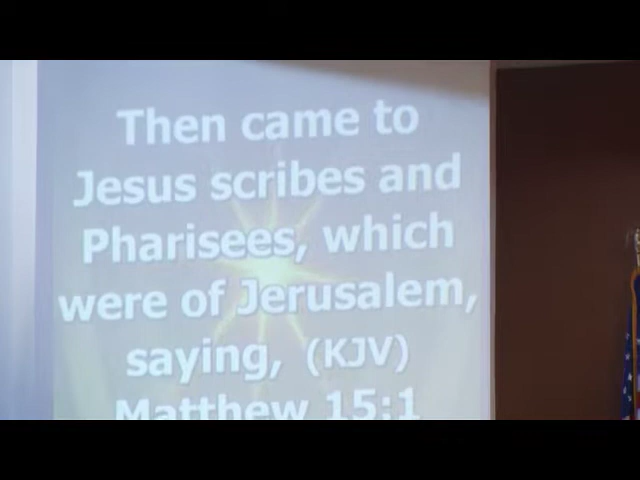 Then came to
Jesus scribes and
Pharisees, which
were of Jerusalem,
saying, (KJV)
Matthew 15:1